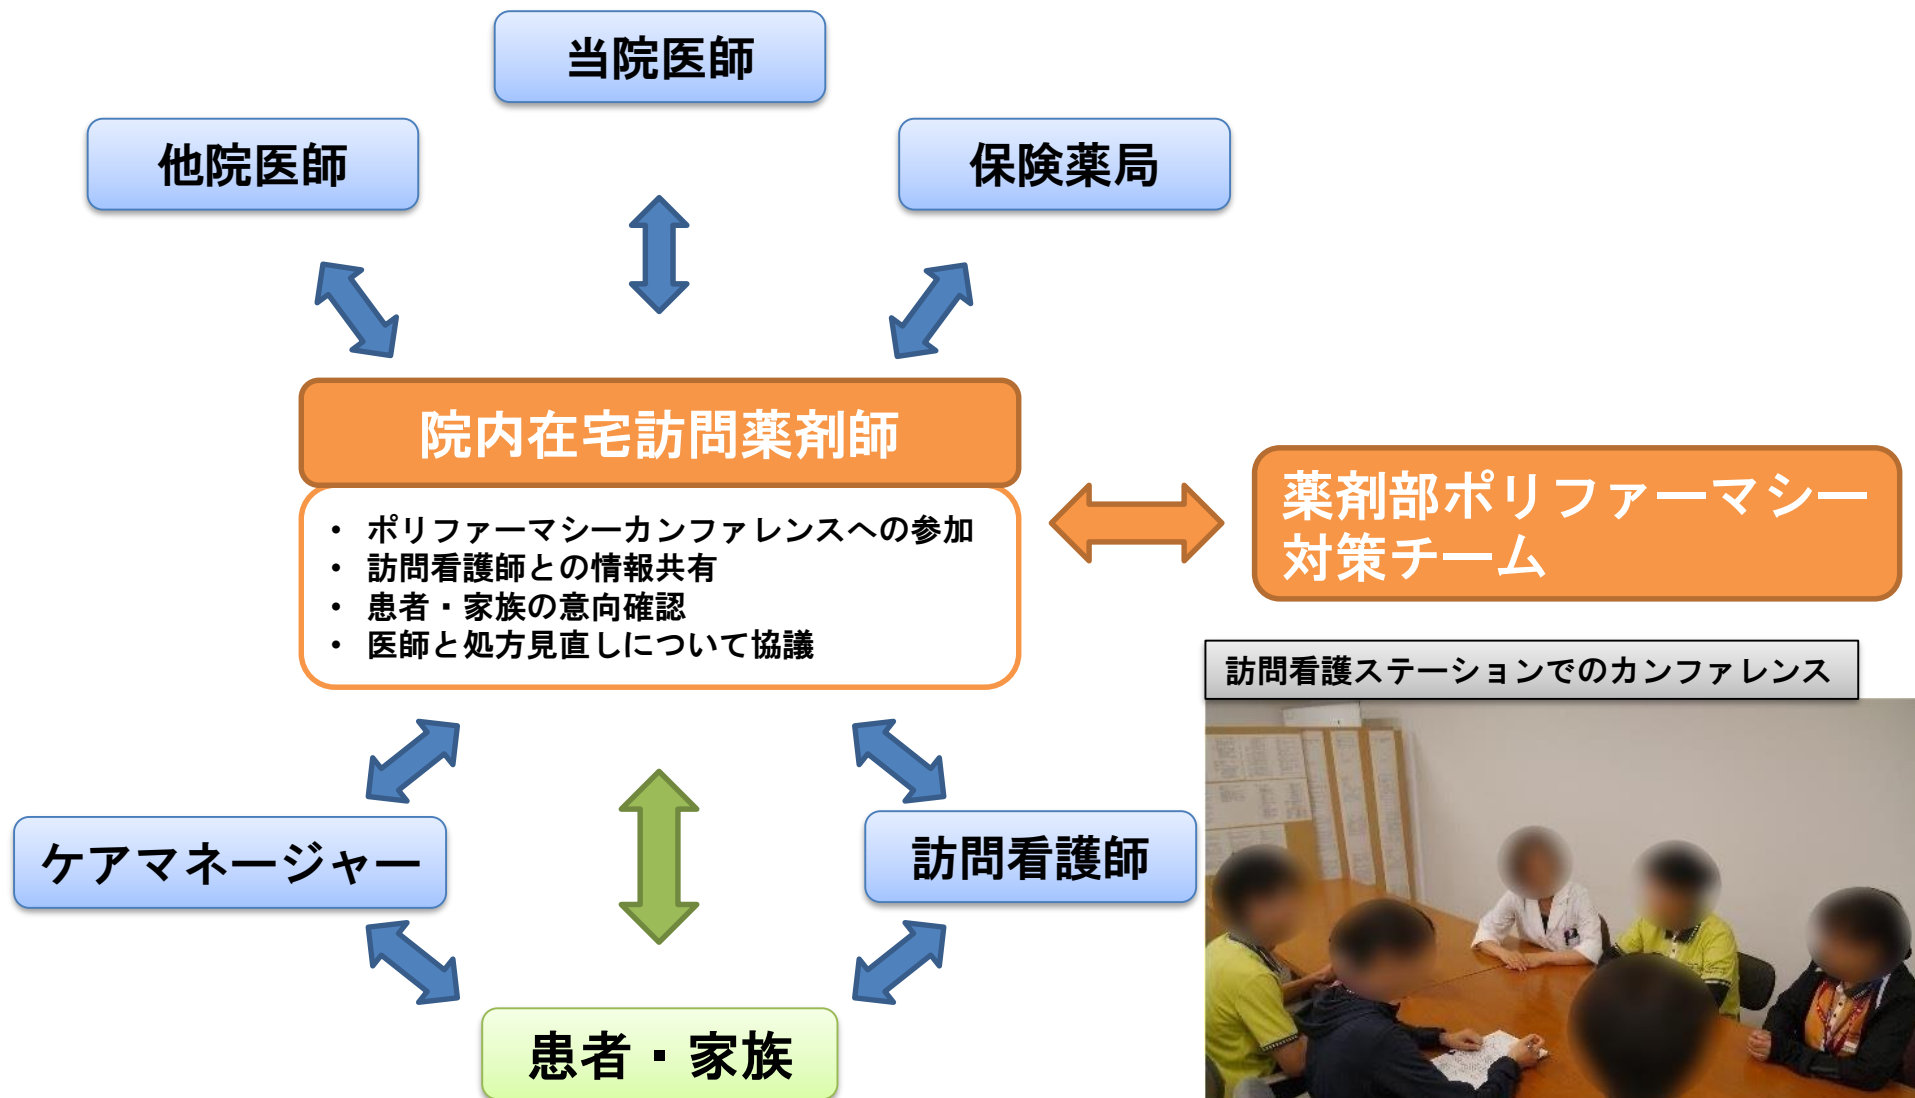 当院医師
他院医師
保険薬局
院内在宅訪問薬剤師
• ポリファーマシーカンファレンスへの参加
• 訪問看護師との情報共有
• 患者・家族の意向確認
• 医師と処方見直しについて協議
薬剤部ポリファーマシー
対策チーム
訪問看護ステーションでのカンファレンス
ケアマネージャー
訪問看護師
患者・家族